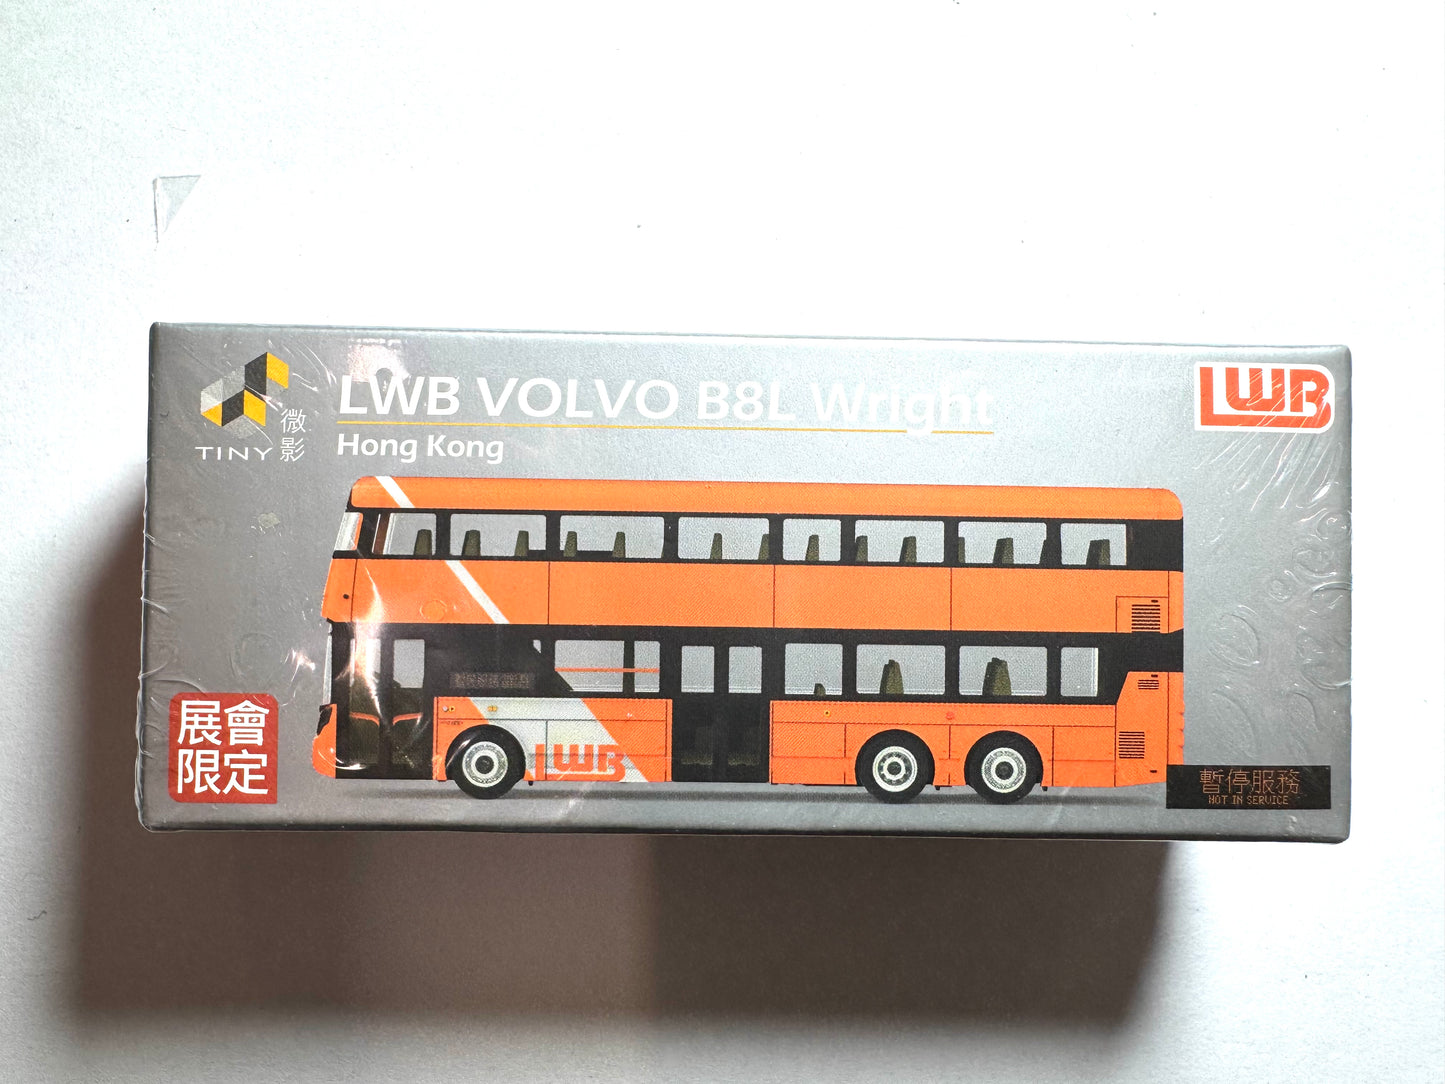 TINY
微影
LWB VOLVO B8L Wright
Hong Kong
LWB
LWB
展會
限定
暫停服務
NOT IN SERVICE